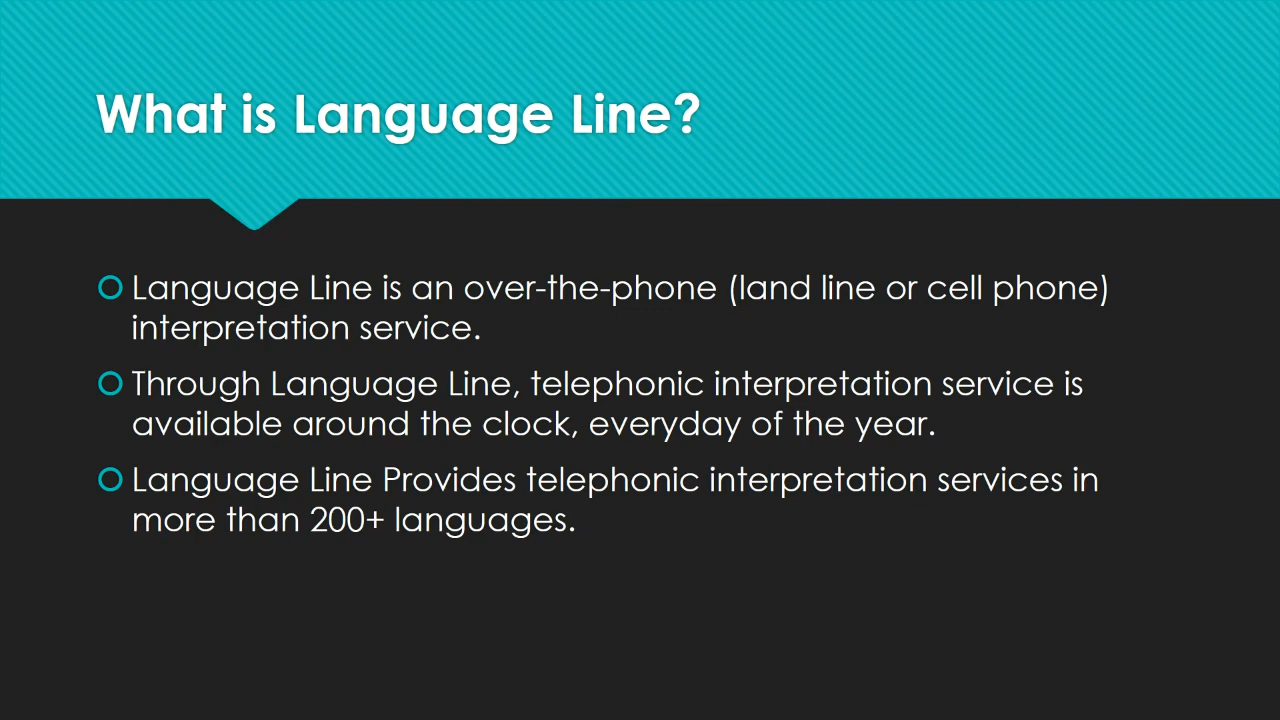 What is Language Line?
Language Line is an over-the-phone (land line or cell phone)
interpretation service.
Through Language Line, telephonic interpretation service is
available around the clock, everyday of the year.
Language Line Provides telephonic interpretation services in
more than 200+ languages.